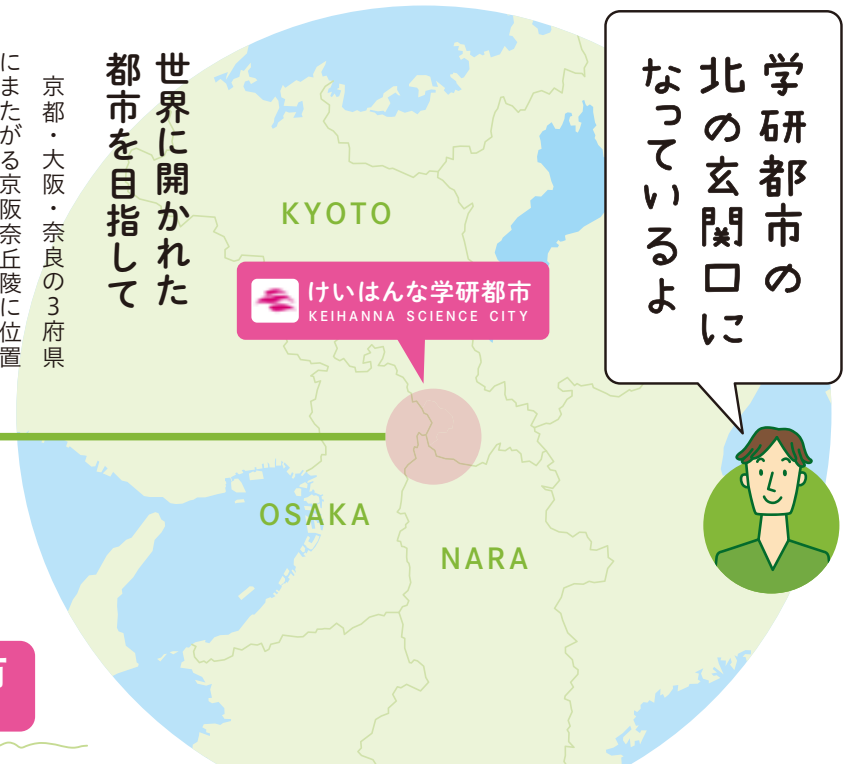 学研都市の
北の玄関口に
なっているよ
世界に開かれた
都市を目指して
京都・大阪・奈良の3府県
にまたがる京阪奈丘陵に位置
KYOTO
けいはんな学研都市
KEIHANNA SCIENCE CITY
OSAKA
NARA